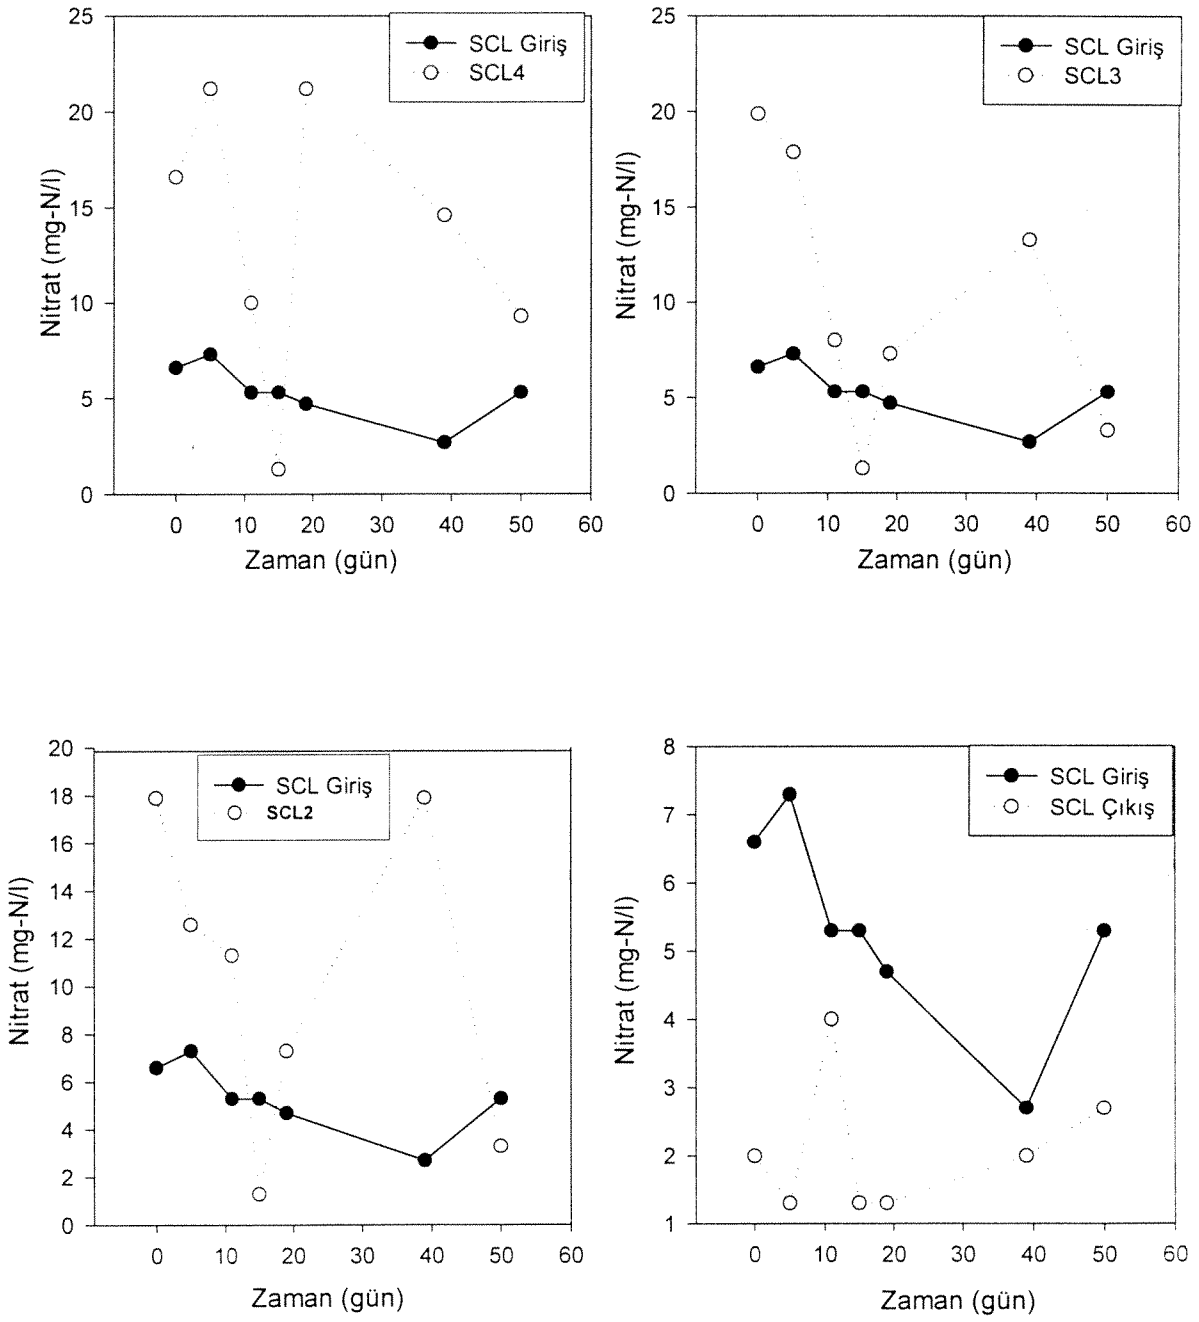 25
20
15
10
5
0
Nitrat (mg-N/l)
SCL Giriş
SCL4
0 10 20 30 40 50 60
Zaman (gün)
25
20
15
10
5
0
Nitrat (mg-N/l)
SCL Giriş
SCL3
0 10 20 30 40 50 60
Zaman (gün)
20
18
16
14
12
10
8
6
4
2
0
Nitrat (mg-N/l)
SCL Giriş
SCL2
0 10 20 30 40 50 60
Zaman (gün)
8
7
6
5
4
3
2
1
Nitrat (mg-N/l)
SCL Giriş
SCL Çıkış
0 10 20 30 40 50 60
Zaman (gün)